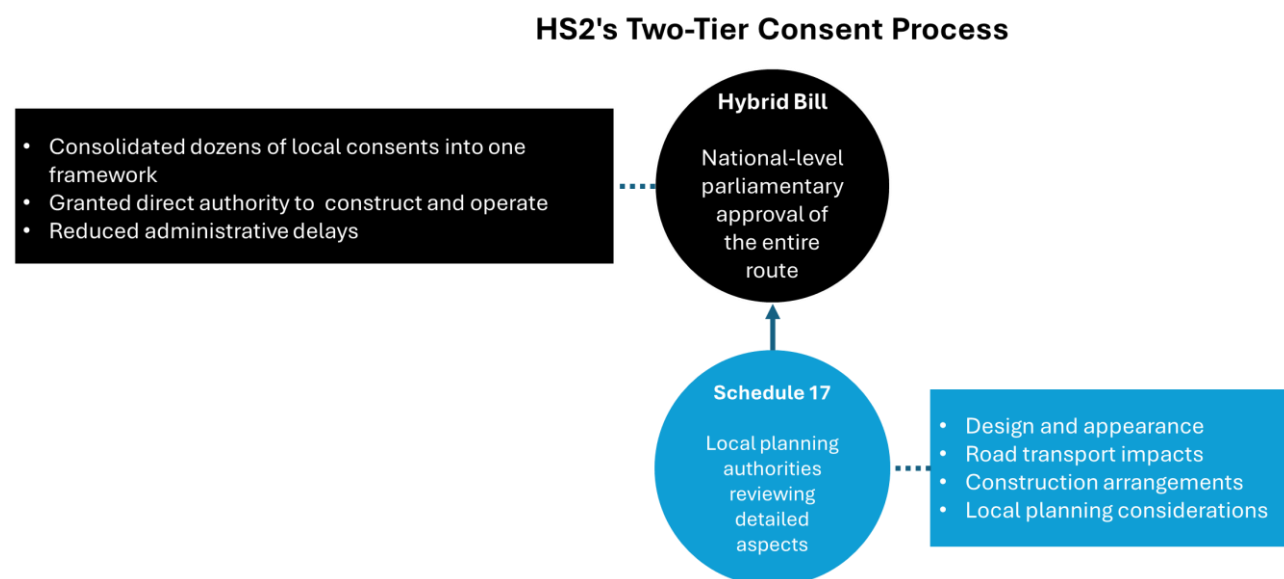 HS2's Two-Tier Consent Process
• Consolidated dozens of local consents into one
framework
• Granted direct authority to  construct and operate
• Reduced administrative delays
Hybrid Bill
National-level
parliamentary
approval of
the entire
route
Schedule 17
Local planning
authorities
reviewing
detailed
aspects
• Design and appearance
• Road transport impacts
• Construction arrangements
• Local planning considerations